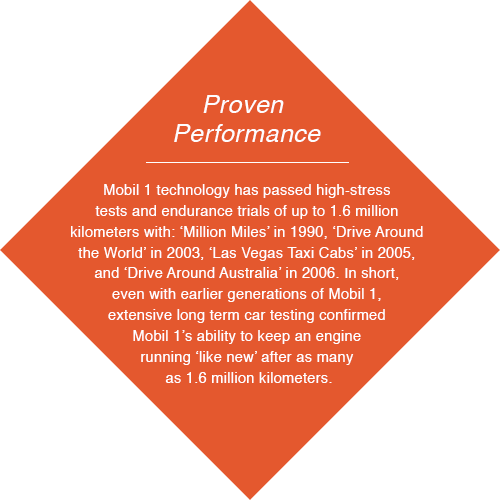 Proven
Performance
Mobil 1 technology has passed high-stress
tests and endurance trials of up to 1.6 million
kilometers with: ‘Million Miles’ in 1990, ‘Drive Around
the World’ in 2003, ‘Las Vegas Taxi Cabs’ in 2005,
and ‘Drive Around Australia’ in 2006. In short,
even with earlier generations of Mobil 1,
extensive long term car testing confirmed
Mobil 1’s ability to keep an engine
running ‘like new’ after as many
as 1.6 million kilometers.